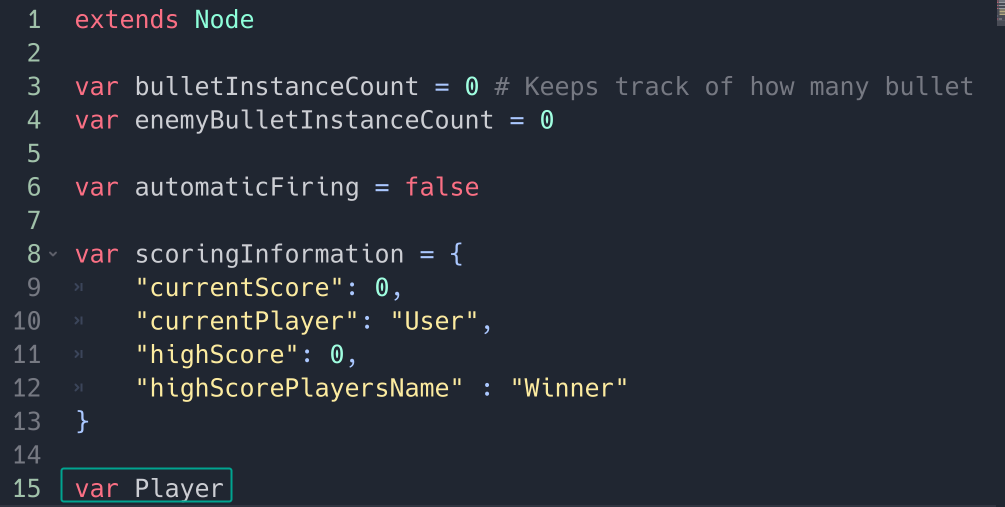 1 extends Node
2
3 var bulletInstanceCount = 0 # Keeps track of how many bullet
4 var enemyBulletInstanceCount = 0
5
6 var automaticFiring = false
7
8 var scoringInformation = {
9 "currentScore": 0,
10 "currentPlayer": "User",
11 "highScore": 0,
12 "highScorePlayersName" : "Winner"
13 }
14
15 var Player